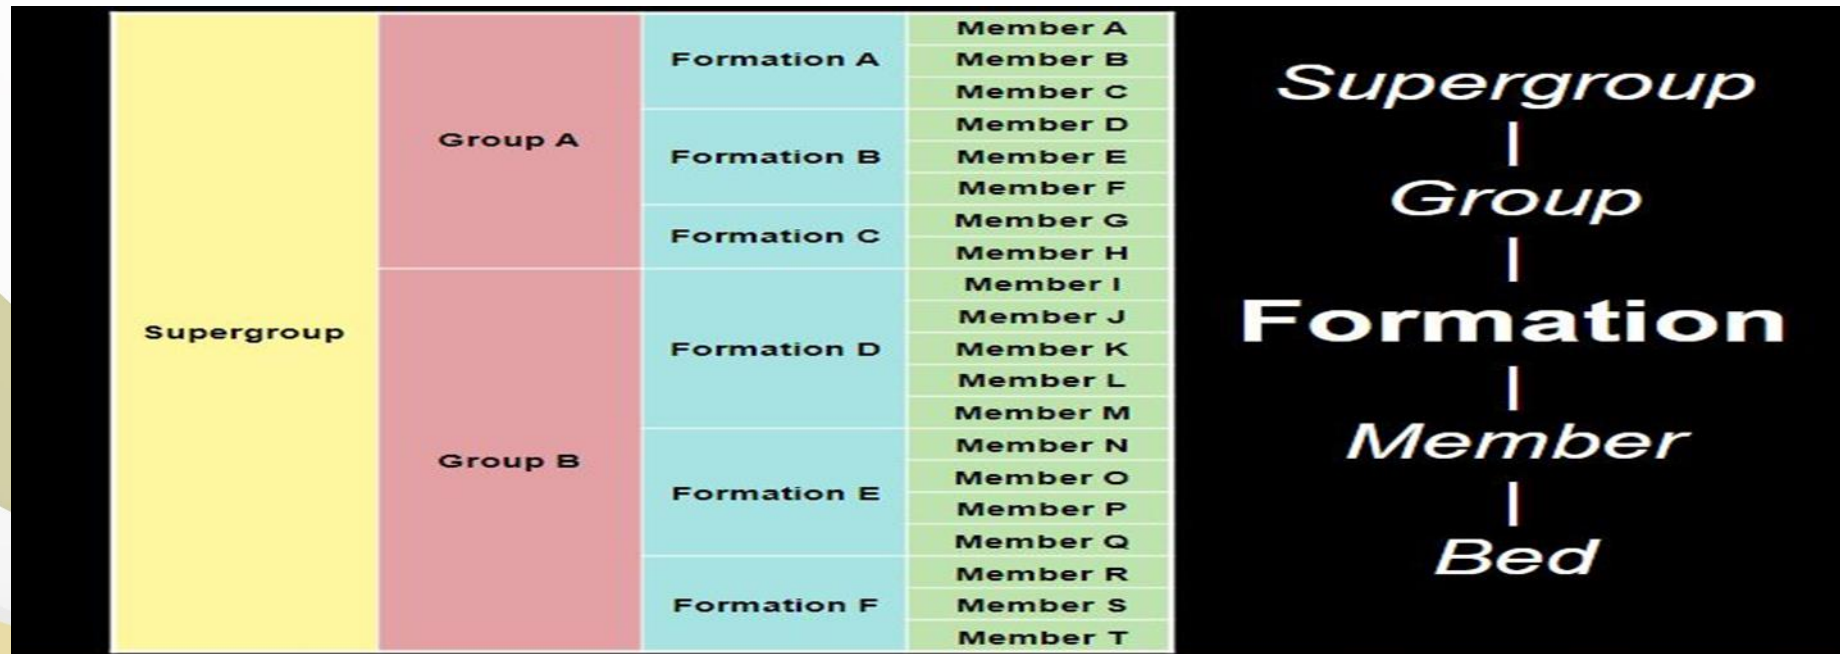 Supergroup
Group A
Group B
Formation A
Formation B
Formation C
Formation D
Formation E
Formation F
Member A
Member B
Member C
Member D
Member E
Member F
Member G
Member H
Member I
Member J
Member K
Member L
Member M
Member N
Member O
Member P
Member Q
Member R
Member S
Member T
Supergroup
Group
Formation
Member
Bed